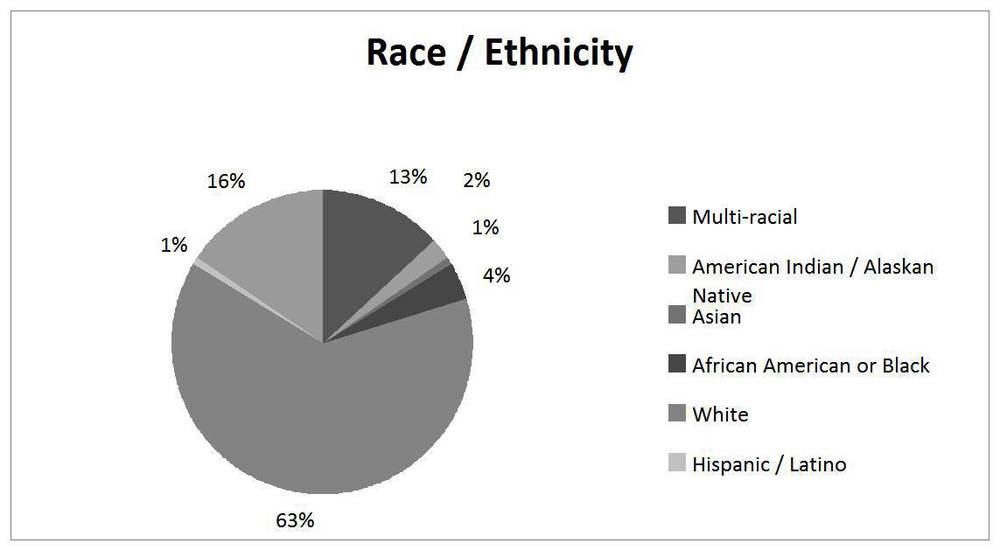 Race / Ethnicity
16%
13%
2%
1%
1%
4%
63%
Multi-racial
American Indian / Alaskan
Native
Asian
African American or Black
White
Hispanic / Latino